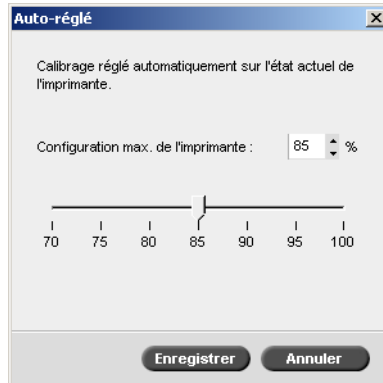 Auto-réglé
Calibrage réglé automatiquement sur l'état actuel de
l'imprimante.
Configuration max. de l'imprimante : 85 %
70 75 80 85 90 95 100
Enregistrer Annuler